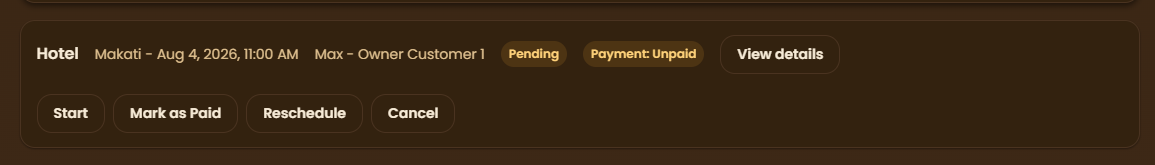 Hotel Makati - Aug 4, 2026, 11:00 AM Max - Owner Customer 1 Pending Payment: Unpaid View details
Start Mark as Paid Reschedule Cancel